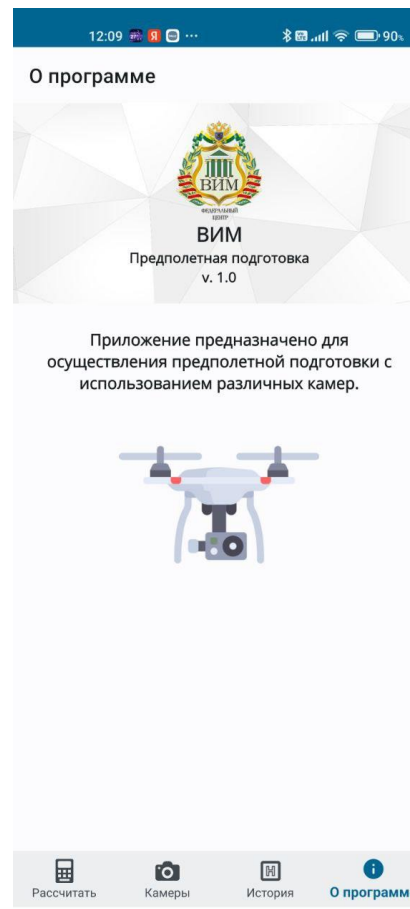 12:09
90%
О программе
ВИМ
ФЕДЕРАЛЬНЫЙ
ЦЕНТР
ВИМ
Предполетная подготовка
v. 1.0
Приложение предназначено для
осуществления предполетной подготовки с
использованием различных камер.
Рассчитать
Камеры
История
О программ